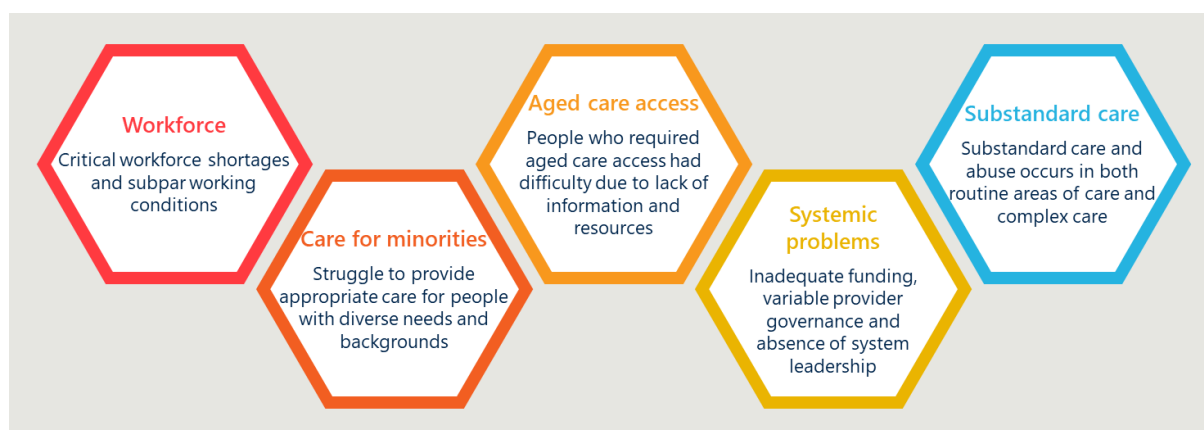 Workforce
Critical workforce shortages
and subpar working
conditions
Care for minorities
Struggle to provide
appropriate care for people
with diverse needs and
backgrounds
Aged care access
People who required
aged care access had
difficulty due to lack of
information and
resources
Systemic
problems
Inadequate funding,
variable provider
governance and
absence of system
leadership
Substandard care
Substandard care and
abuse occurs in both
routine areas of care and
complex care